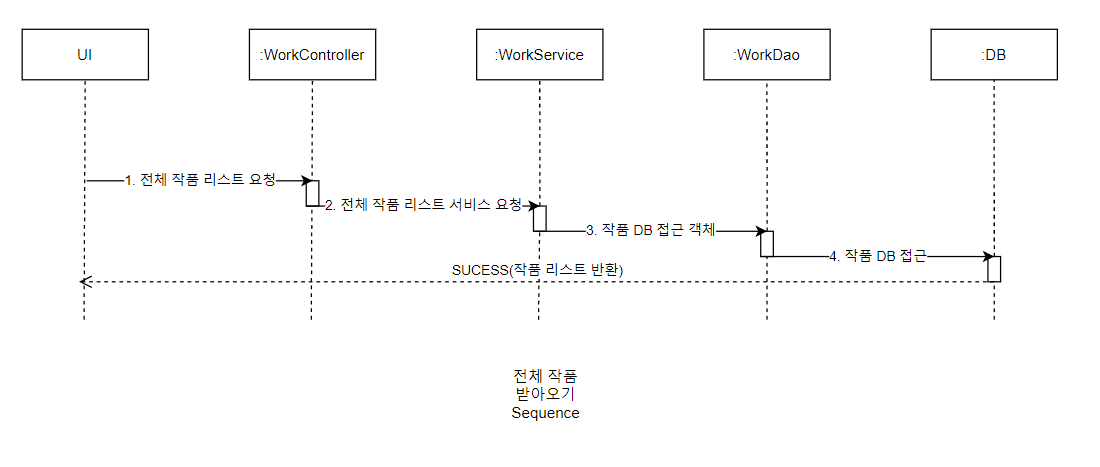 UI
:WorkController
:WorkService
:WorkDao
:DB
1. 전체 작품 리스트 요청
2. 전체 작품 리스트 서비스 요청
3. 작품 DB 접근 객체
4. 작품 DB 접근
SUCESS(작품 리스트 반환)
전체 작품
받아오기
Sequence